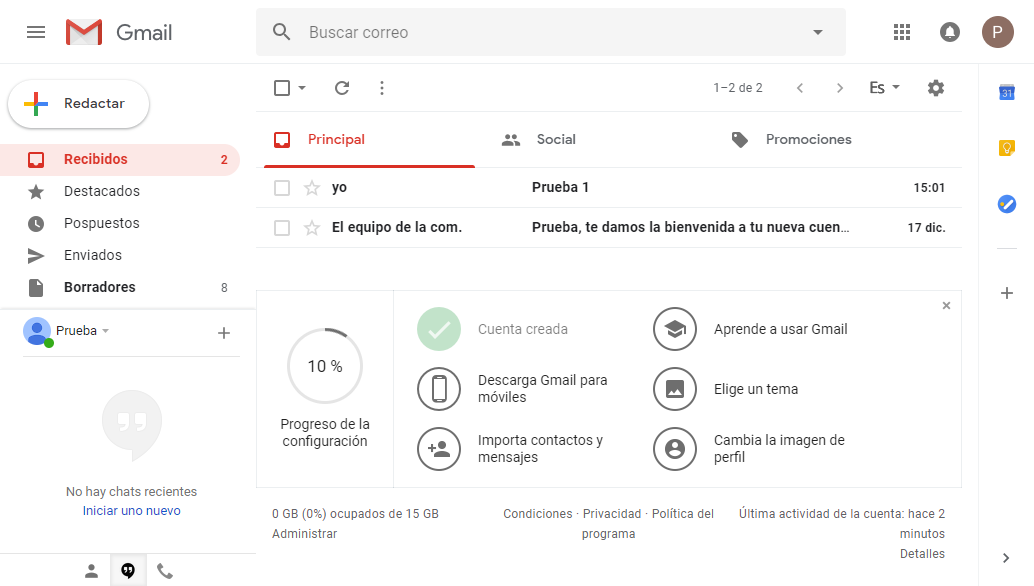 Gmail
Buscar correo
P
Redactar
1–2 de 2
Es
31
Principal
Social
Promociones
Recibidos 2
Destacados
Pospuestos
Enviados
Borradores 8
yo Prueba 1 15:01
El equipo de la com. Prueba, te damos la bienvenida a tu nueva cuen… 17 dic.
Prueba
No hay chats recientes
Iniciar uno nuevo
10 %
Progreso de la
configuración
Cuenta creada
Aprende a usar Gmail
Descarga Gmail para
móviles
Elige un tema
Importa contactos y
mensajes
Cambia la imagen de
perfil
0 GB (0%) ocupados de 15 GB
Administrar
Condiciones · Privacidad · Política del
programa
Última actividad de la cuenta: hace 2
minutos
Detalles